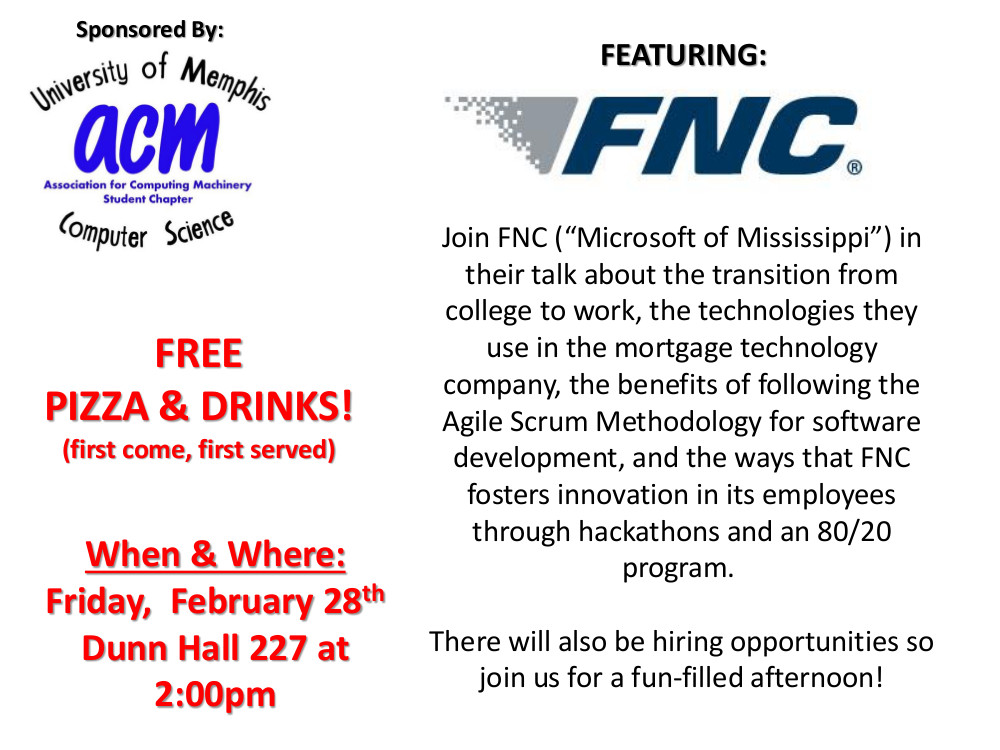 Sponsored By:
University of Memphis
acm
Association for Computing Machinery
Student Chapter
Computer Science
FREE
PIZZA & DRINKS!
(first come, first served)
When & Where:
Friday,  February 28th
Dunn Hall 227 at
2:00pm
FEATURING:
FNC®
Join FNC (“Microsoft of Mississippi”) in
their talk about the transition from
college to work, the technologies they
use in the mortgage technology
company, the benefits of following the
Agile Scrum Methodology for software
development, and the ways that FNC
fosters innovation in its employees
through hackathons and an 80/20
program.
There will also be hiring opportunities so
join us for a fun-filled afternoon!